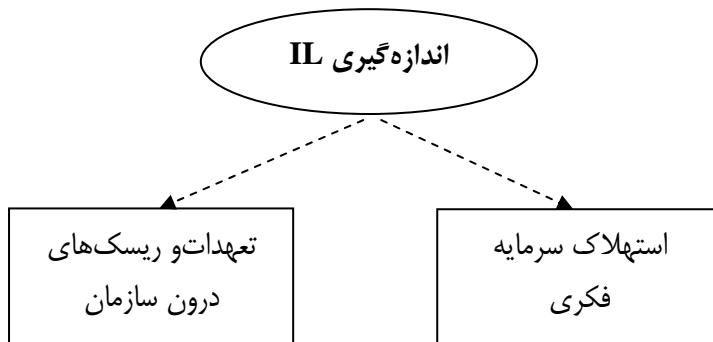 اندازه‌گیری IL
استهلاک سرمایه
فکری
تعهدات‌و ریسک‌های
درون سازمان